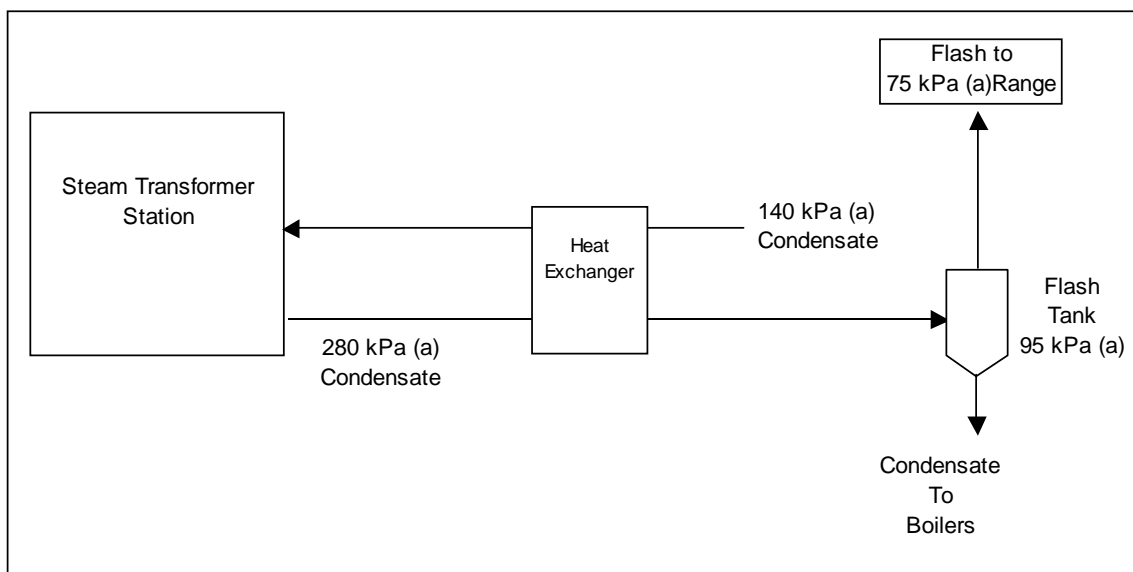 Flash to
75 kPa (a)Range
Steam Transformer
Station
140 kPa (a)
Condensate
Heat
Exchanger
Flash
Tank
95 kPa (a)
280 kPa (a)
Condensate
Condensate
To
Boilers